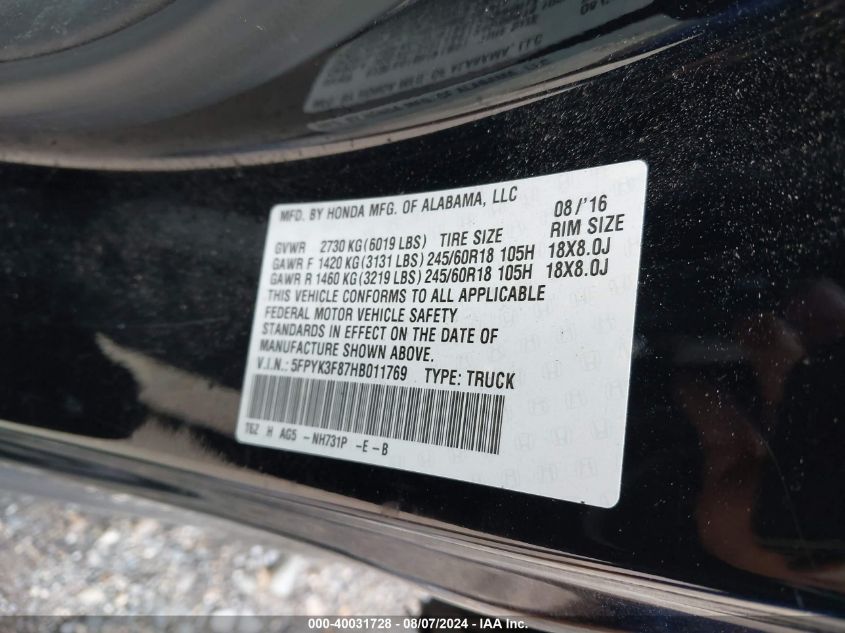 MFD. BY HONDA MFG. OF ALABAMA, LLC 08/'16
GVWR 2730 KG(6019 LBS) TIRE SIZE RIM SIZE
GAWR F 1420 KG(3131 LBS) 245/60R18 105H 18X8.0J
GAWR R 1460 KG(3219 LBS) 245/60R18 105H 18X8.0J
THIS VEHICLE CONFORMS TO ALL APPLICABLE
FEDERAL MOTOR VEHICLE SAFETY
STANDARDS IN EFFECT ON THE DATE OF
MANUFACTURE SHOWN ABOVE.
V.I.N.: 5FPYK3F87HB011769 TYPE: TRUCK
T6Z H AG5 -NH731P -E -B
000-40031728 - 08/07/2024 - IAA Inc.